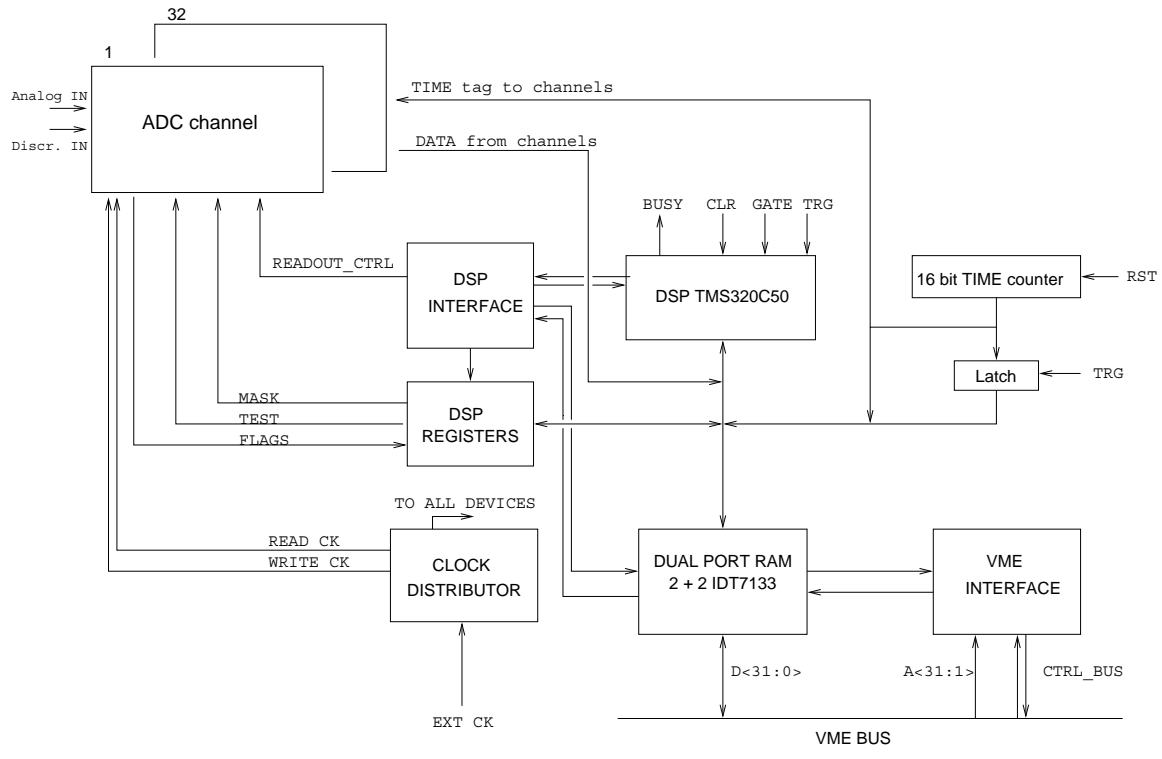 32
1
Analog IN
Discr. IN
ADC channel
TIME tag to channels
DATA from channels
BUSY
CLR
GATE
TRG
READOUT_CTRL
DSP
INTERFACE
DSP TMS320C50
16 bit TIME counter
RST
Latch
TRG
MASK
TEST
FLAGS
DSP
REGISTERS
TO ALL DEVICES
READ CK
WRITE CK
CLOCK
DISTRIBUTOR
DUAL PORT RAM
2 + 2 IDT7133
VME
INTERFACE
D<31:0>
A<31:1>
CTRL_BUS
EXT CK
VME BUS